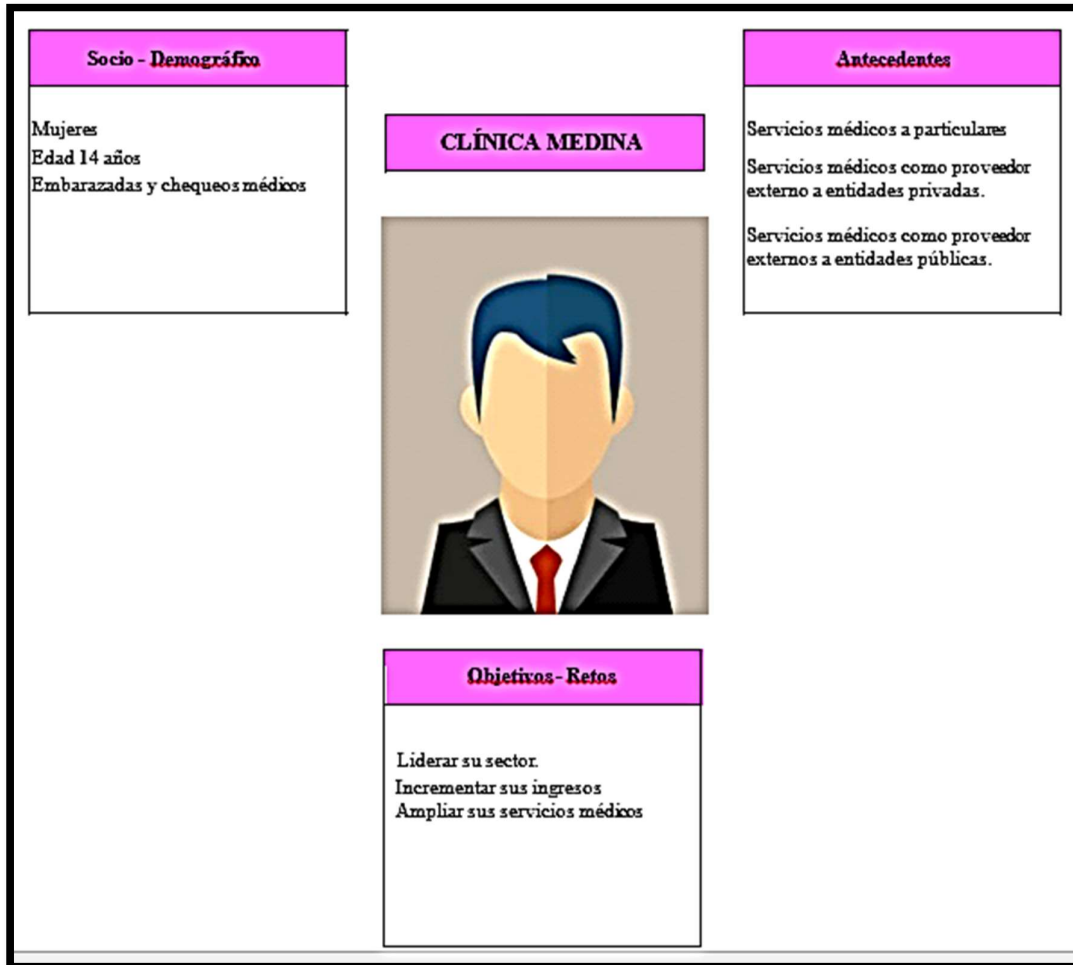 Socio - Demográfico
Mujeres
Edad 14 años
Embarazadas y chequeos médicos
CLÍNICA MEDINA
Antecedentes
Servicios médicos a particulares
Servicios médicos como proveedor
externo a entidades privadas.
Servicios médicos como proveedor
externos a entidades públicas.
Objetivos- Retos
Liderar su sector.
Incrementar sus ingresos
Ampliar sus servicios médicos